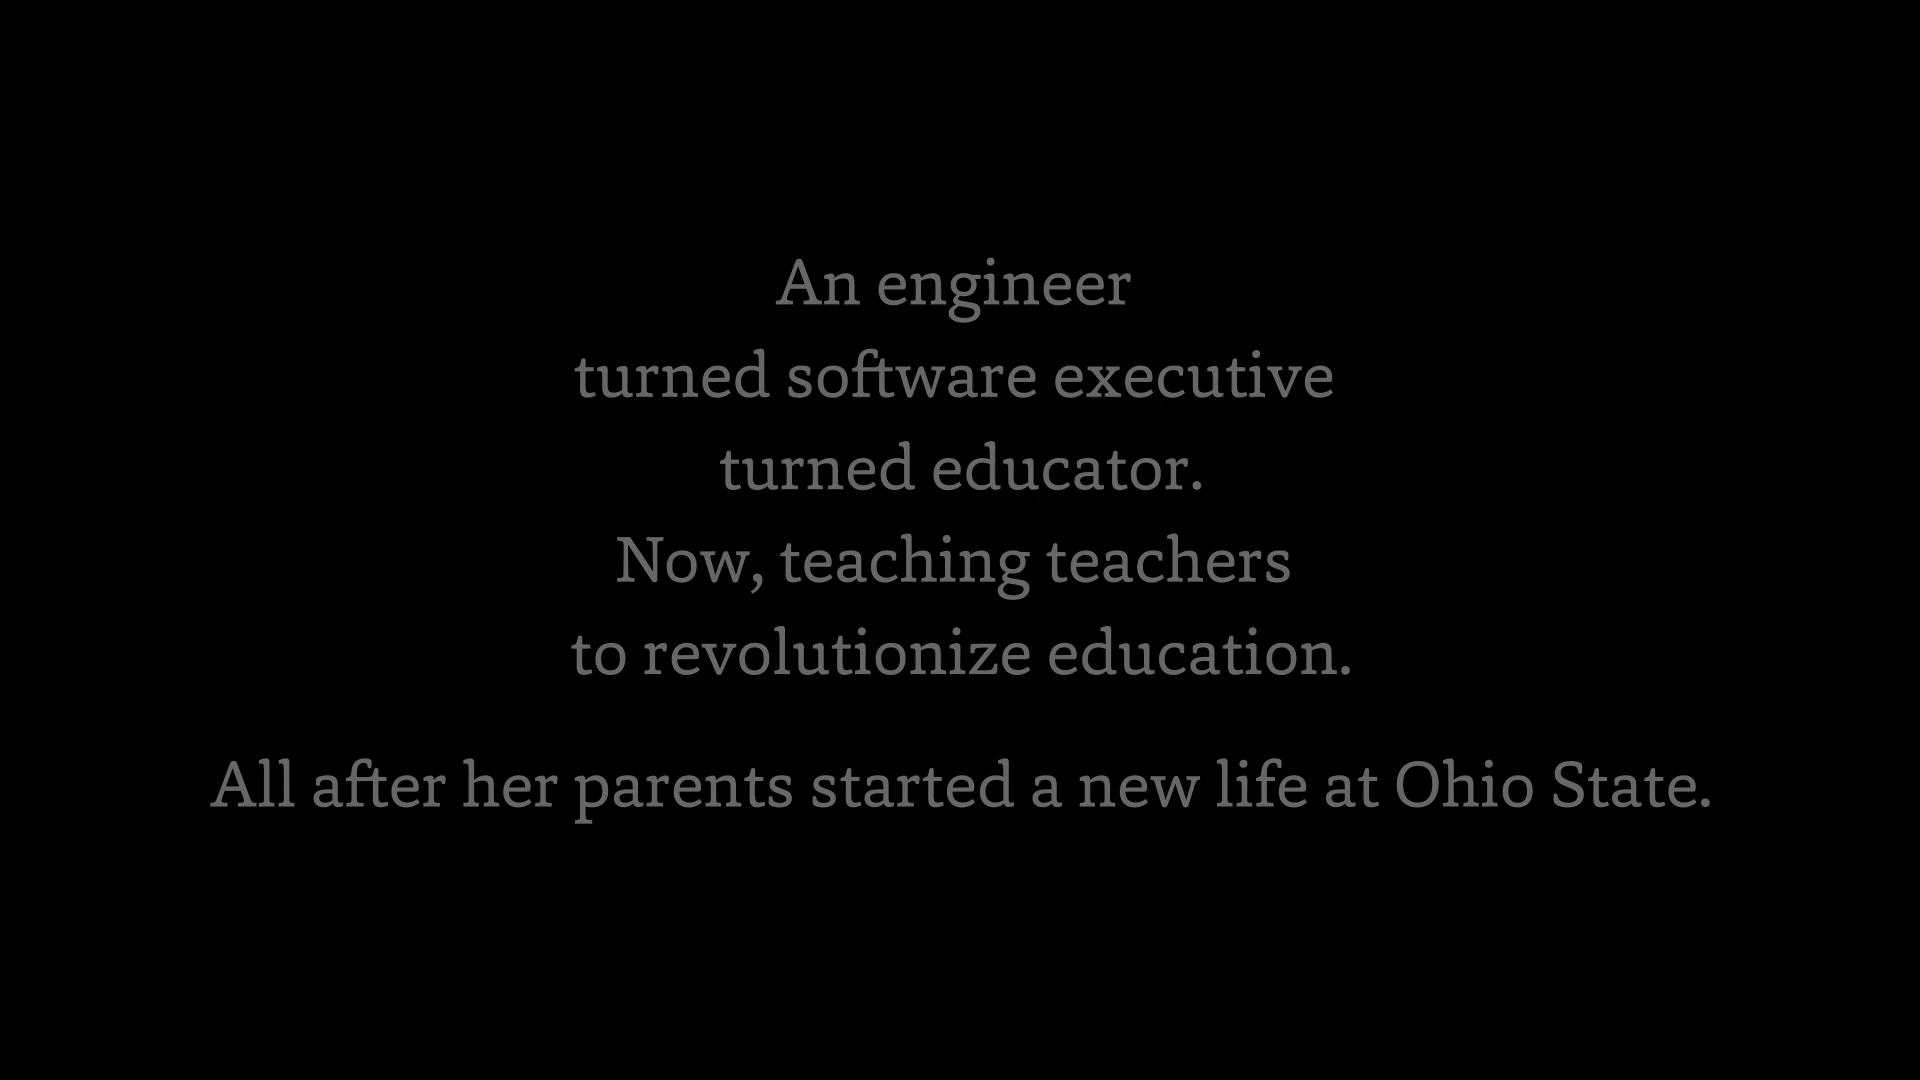 An engineer
turned software executive
turned educator.
Now, teaching teachers
to revolutionize education.
All after her parents started a new life at Ohio State.